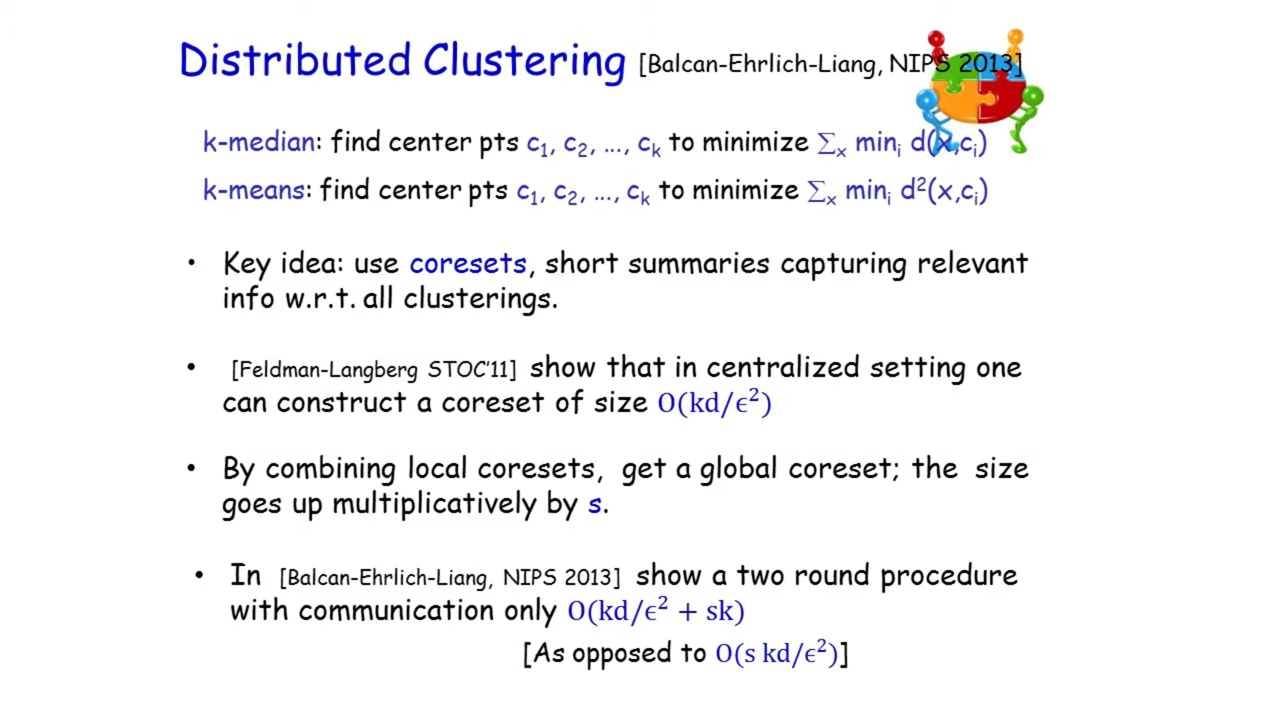 Distributed Clustering [Balcan-Ehrlich-Liang, NIPS 2013]
k-median: find center pts c₁, c₂, ..., cₖ to minimize ∑ₓ minᵢ d(x,cᵢ)
k-means: find center pts c₁, c₂, ..., cₖ to minimize ∑ₓ minᵢ d²(x,cᵢ)
• Key idea: use coresets, short summaries capturing relevant
info w.r.t. all clusterings.
• [Feldman-Langberg STOC'11] show that in centralized setting one
can construct a coreset of size O(kd/ϵ²)
• By combining local coresets, get a global coreset; the size
goes up multiplicatively by s.
• In [Balcan-Ehrlich-Liang, NIPS 2013] show a two round procedure
with communication only O(kd/ϵ² + sk)
[As opposed to O(s kd/ϵ²)]